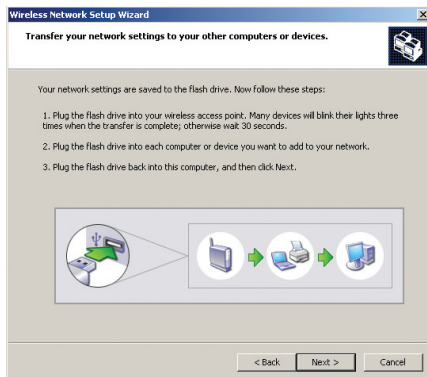 Wireless Network Setup Wizard
Transfer your network settings to your other computers or devices.
Your network settings are saved to the flash drive. Now follow these steps:
1. Plug the flash drive into your wireless access point. Many devices will blink their lights three
times when the transfer is complete; otherwise wait 30 seconds.
2. Plug the flash drive into each computer or device you want to add to your network.
3. Plug the flash drive back into this computer, and then click Next.
< Back Next > Cancel